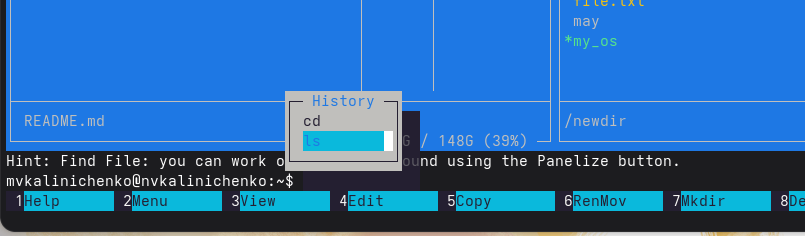 file.txt
may
*my_os
History
README.md
cd
/newdir
ls
G / 148G (39%)
Hint: Find File: you can work o ound using the Panelize button.
mvkalinichenko@nvkalinichenko:~$
1Help 2Menu 3View 4Edit 5Copy 6RenMov 7Mkdir 8De